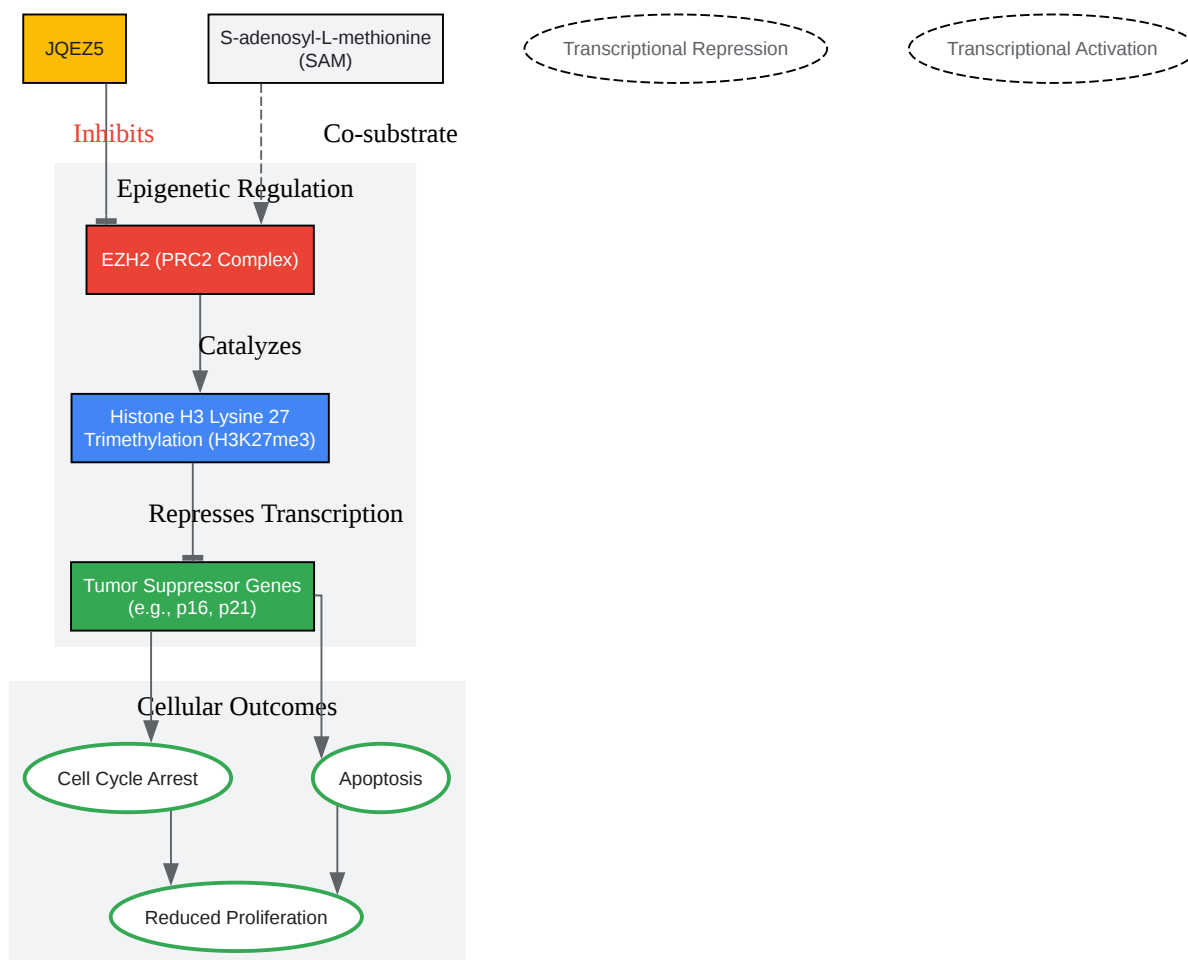 JQEZ5
S-adenosyl-L-methionine
(SAM)
Transcriptional Repression
Transcriptional Activation
Inhibits
Co-substrate
Epigenetic Regulation
EZH2 (PRC2 Complex)
Catalyzes
Histone H3 Lysine 27
Trimethylation (H3K27me3)
Represses Transcription
Tumor Suppressor Genes
(e.g., p16, p21)
Cellular Outcomes
Cell Cycle Arrest
Apoptosis
Reduced Proliferation